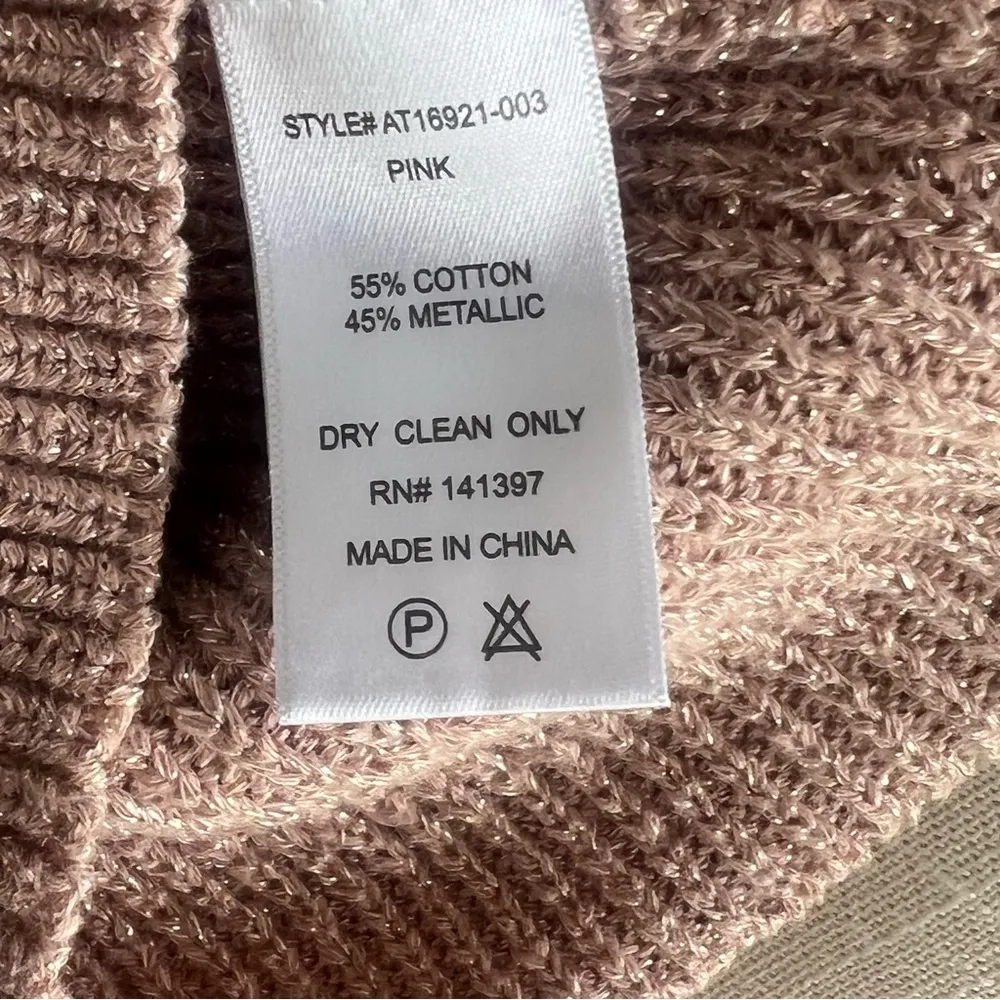 STYLE# AT16921-003
PINK
55% COTTON
45% METALLIC
DRY CLEAN ONLY
RN# 141397
MADE IN CHINA
P